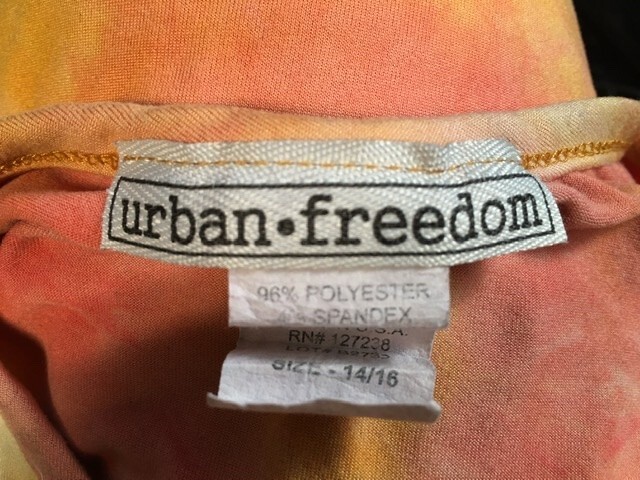 urban•freedom
96% POLYESTER
4% SPANDEX
U.S.A.
RN# 127238
SIZE - 14/16